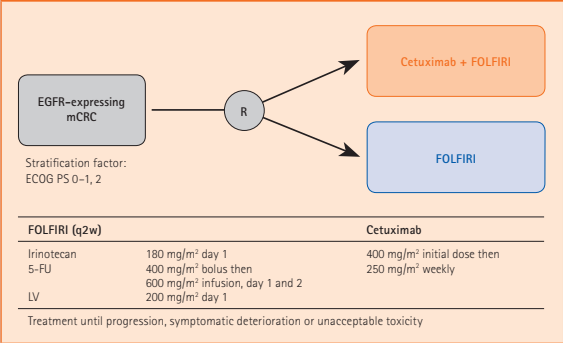 Cetuximab + FOLFIRI
EGFR-expressing
mCRC
R
FOLFIRI
Stratification factor:
ECOG PS 0–1, 2
FOLFIRI (q2w) Cetuximab
Irinotecan 180 mg/m² day 1 400 mg/m² initial dose then
5-FU 400 mg/m² bolus then 250 mg/m² weekly
600 mg/m² infusion, day 1 and 2
LV 200 mg/m² day 1
Treatment until progression, symptomatic deterioration or unacceptable toxicity